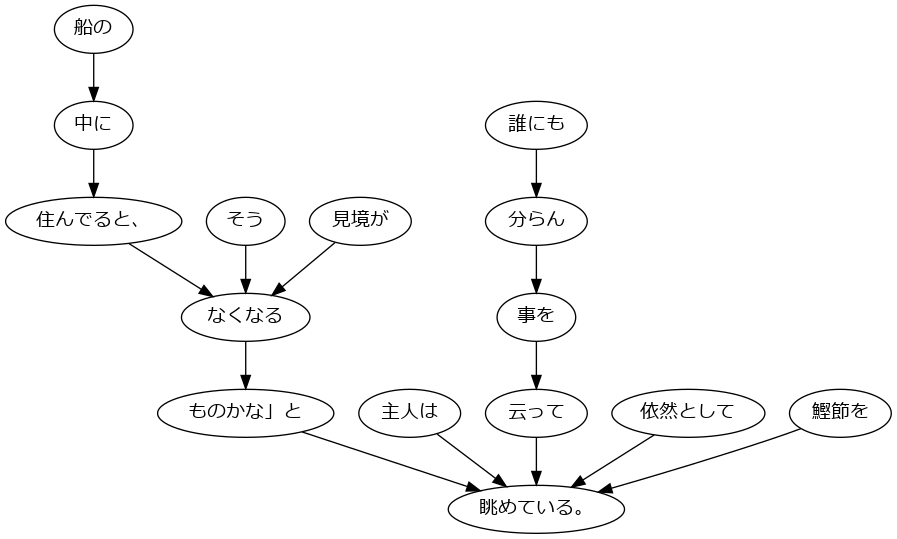 船の
中に
誰にも
住んでると、
そう
見境が
分らん
なくなる
事を
ものかな」と
主人は
云って
依然として
鰹節を
眺めている。